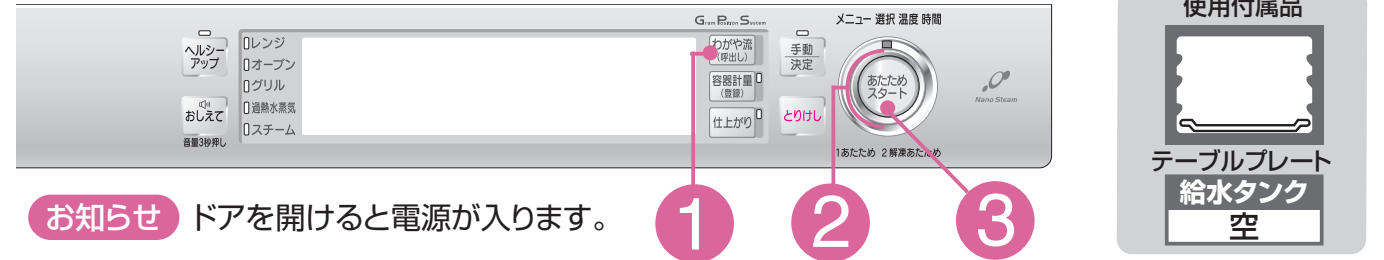 Gram Position System
メニュー 選択 温度 時間
使用付属品
ヘルシー
アップ
レンジ
オーブン
グリル
過熱水蒸気
スチーム
おしえて
音量3秒押し
わがや流
(呼出し)
容器計量
(登録)
仕上がり
手動
決定
とりけし
あたため
スタート
Nano Steam
1あたため 2解凍あたため
テーブルプレート
給水タンク
空
お知らせ ドアを開けると電源が入ります。
1 2 3